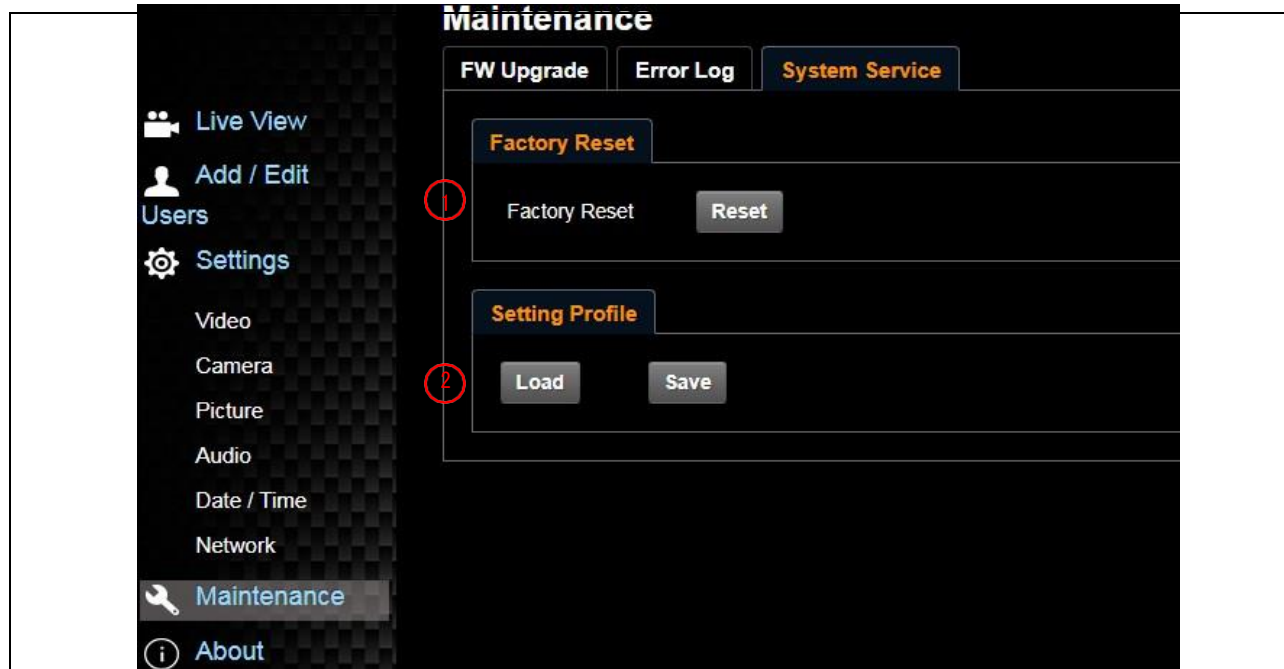 Maintenance
FW Upgrade Error Log System Service
Live View
Add / Edit
Users
Settings
Video
Camera
Picture
Audio
Date / Time
Network
Maintenance
About
Factory Reset
1 Factory Reset Reset
Setting Profile
2 Load Save